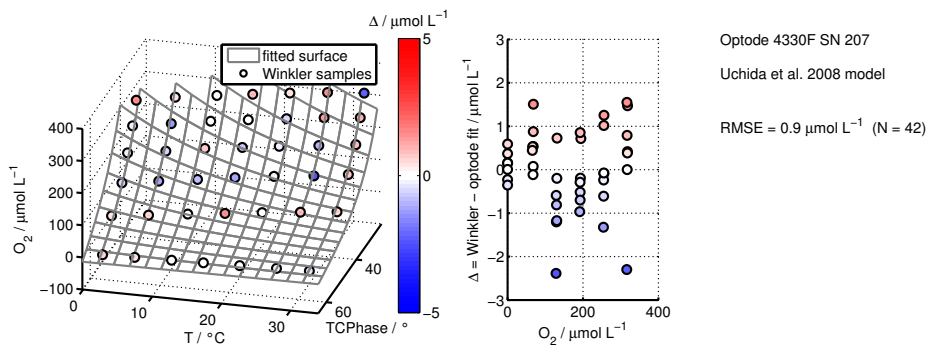 Δ / μmol L⁻¹
5
0
−5
fitted surface
Winkler samples
400
300
200
100
0
−100
O₂ / μmol L⁻¹
0
10
20
30
T / °C
40
60
TCPhase / °
3
2
1
0
−1
−2
−3
Δ = Winkler − optode fit / μmol L⁻¹
0
200
400
O₂ / μmol L⁻¹
Optode 4330F SN 207
Uchida et al. 2008 model
RMSE = 0.9 μmol L⁻¹ (N = 42)